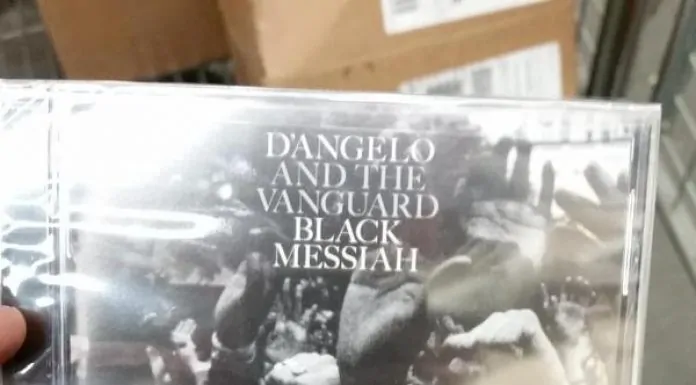 D'ANGELO
AND THE
VANGUARD
BLACK
MESSIAH